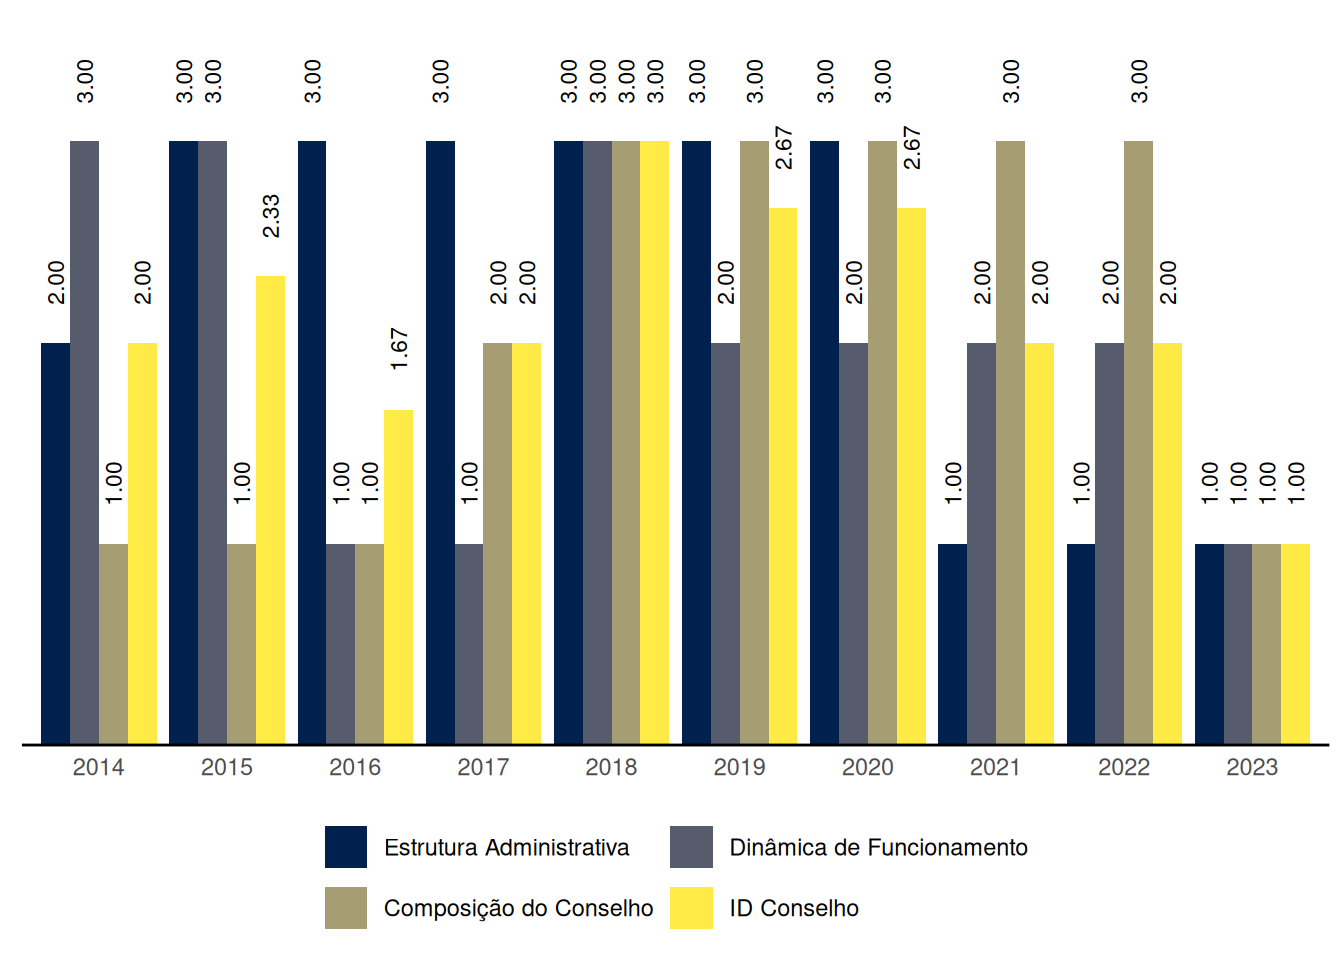 2.00 3.00 1.00 2.00
3.00 3.00 1.00 2.33
3.00 1.00 1.00 1.67
3.00 1.00 2.00 2.00
3.00 3.00 3.00 3.00
3.00 2.00 3.00 2.67
3.00 2.00 3.00 2.67
1.00 2.00 3.00 2.00
1.00 2.00 3.00 2.00
1.00 1.00 1.00 1.00
2014 2015 2016 2017 2018 2019 2020 2021 2022 2023
Estrutura Administrativa Dinâmica de Funcionamento
Composição do Conselho ID Conselho